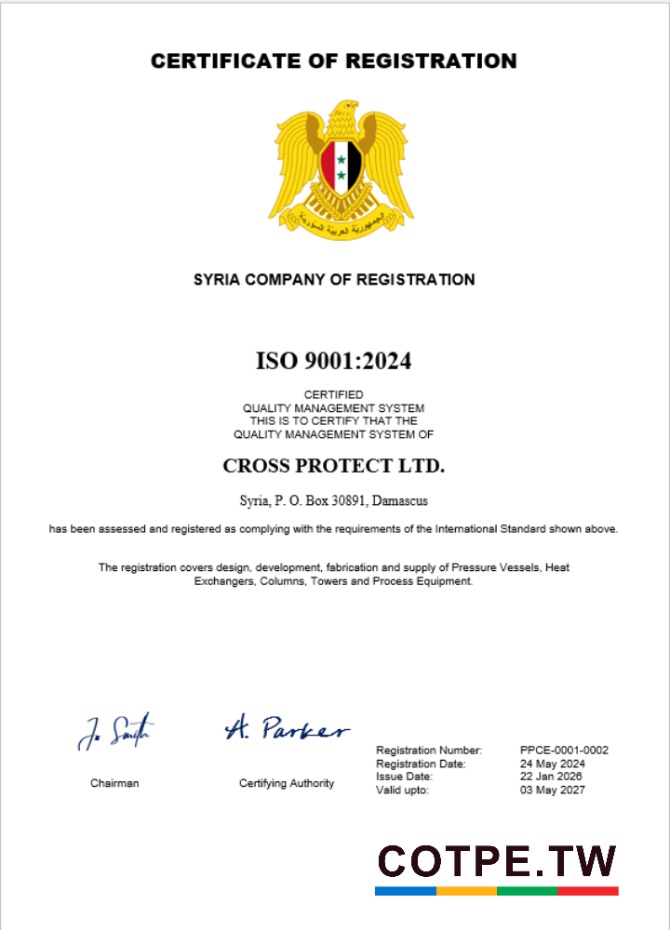 CERTIFICATE OF REGISTRATION
الجمهورية العربية السورية
SYRIA COMPANY OF REGISTRATION
ISO 9001:2024
CERTIFIED
QUALITY MANAGEMENT SYSTEM
THIS IS TO CERTIFY THAT THE
QUALITY MANAGEMENT SYSTEM OF
CROSS PROTECT LTD.
Syria, P. O. Box 30891, Damascus
has been assessed and registered as complying with the requirements of the International Standard shown above.
The registration covers design, development, fabrication and supply of Pressure Vessels, Heat
Exchangers, Columns, Towers and Process Equipment.
Jo Smith
A. Parker
Chairman
Certifying Authority
Registration Number: PPCE-0001-0002
Registration Date: 24 May 2024
Issue Date: 22 Jan 2026
Valid upto: 03 May 2027
COTPE.TW